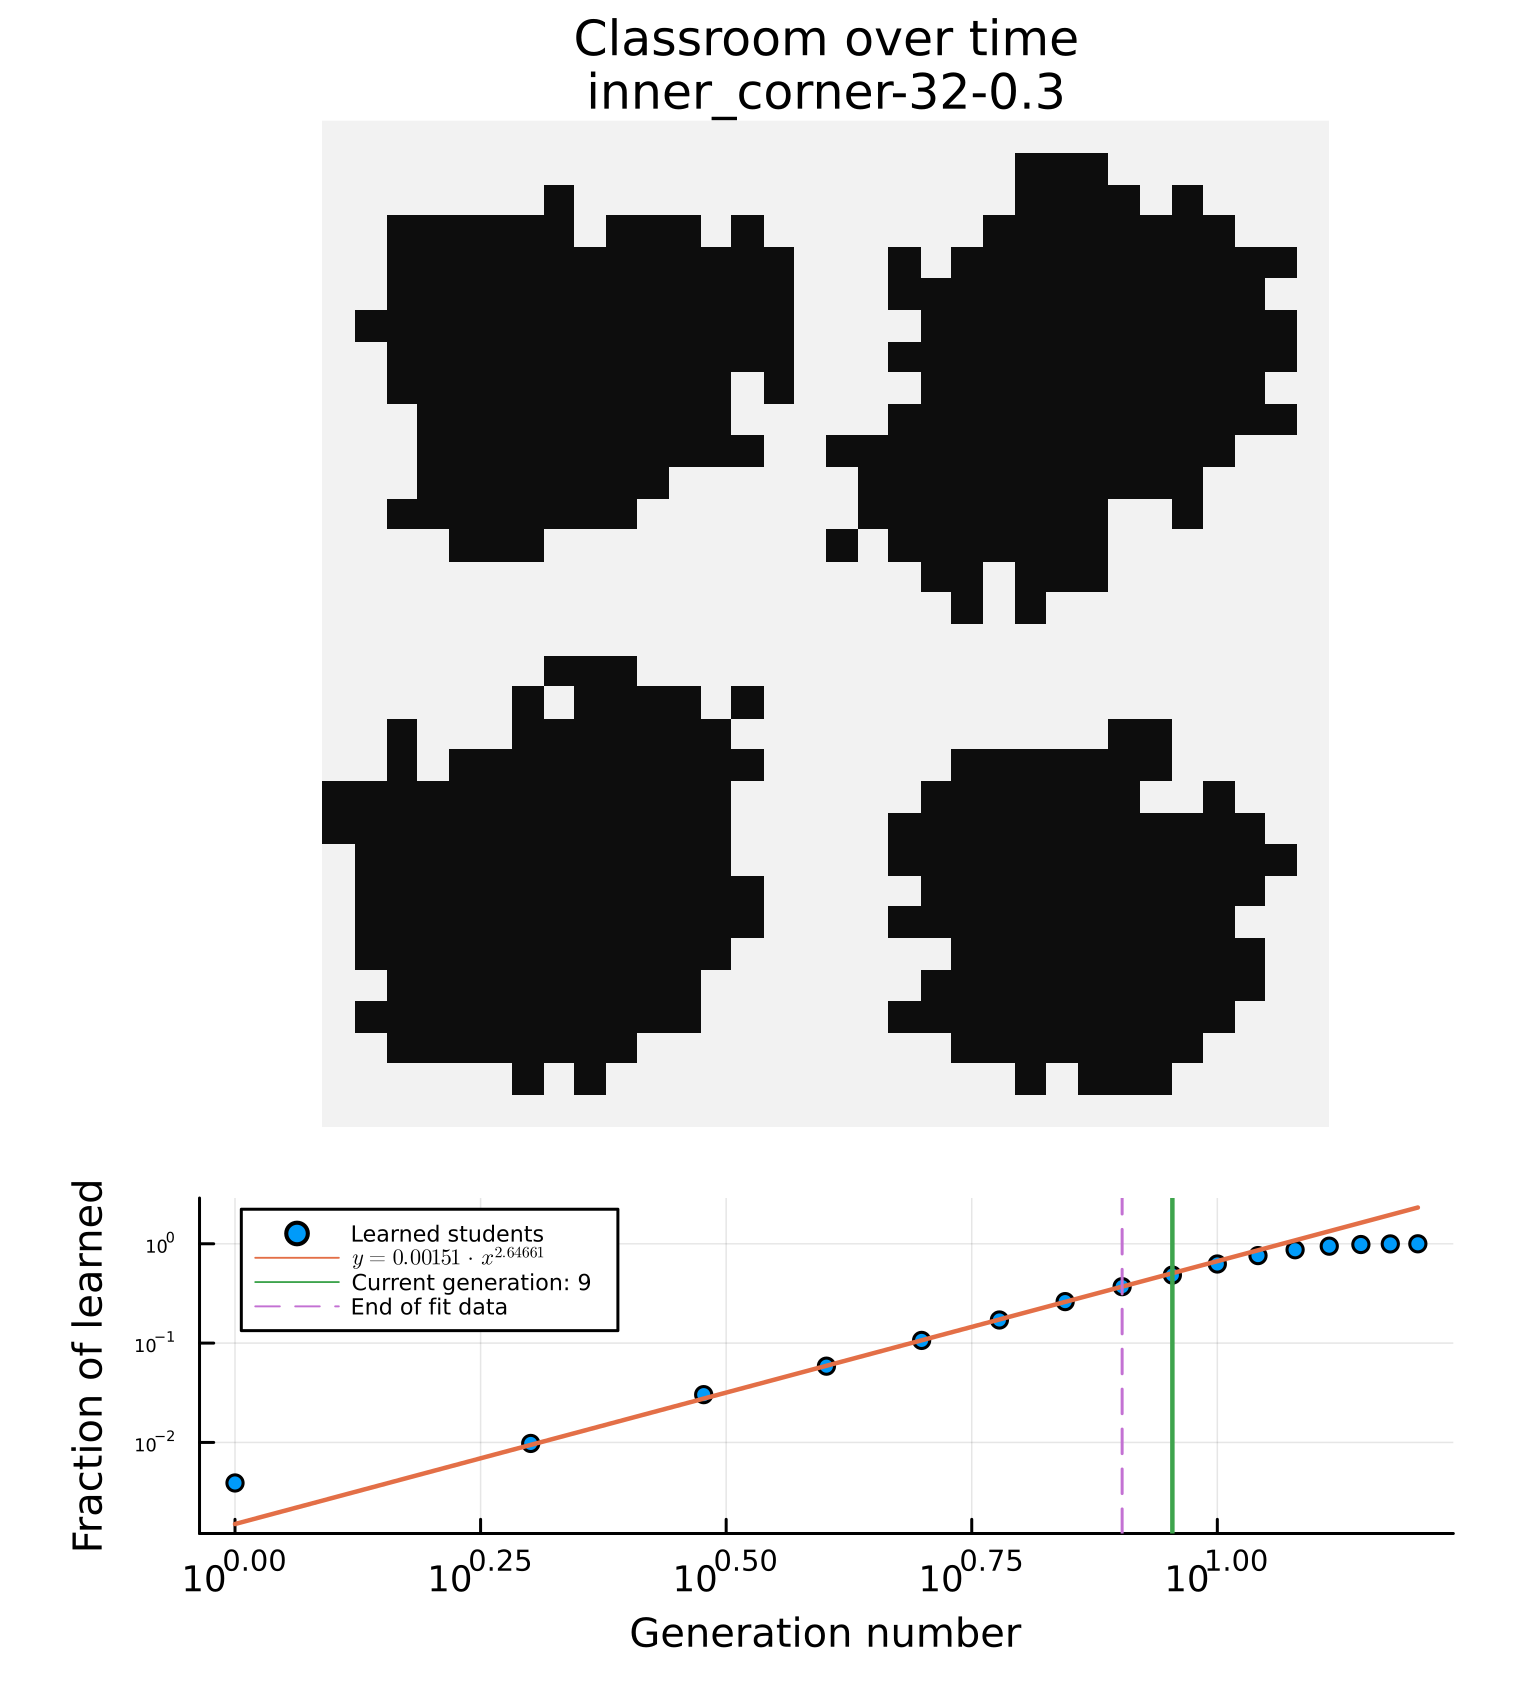 Classroom over time
inner_corner-32-0.3
Fraction of learned
10⁰
10⁻¹
10⁻²
Learned students
y = 0.00151 · x^2.64661
Current generation: 9
End of fit data
10^0.00 10^0.25 10^0.50 10^0.75 10^1.00
Generation number